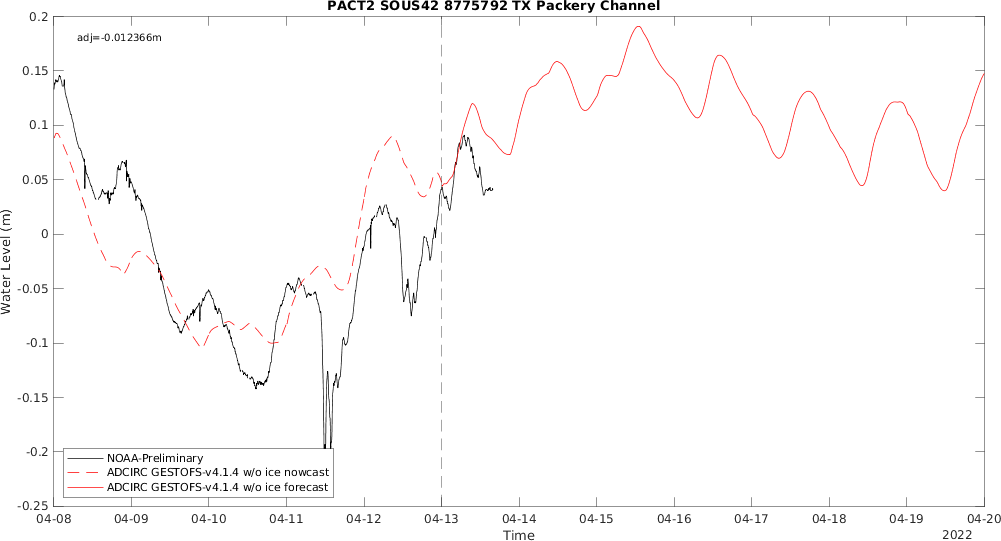 PACT2 SOUS42 8775792 TX Packery Channel
adj=-0.012366m
0.2
0.15
0.1
0.05
0
-0.05
-0.1
-0.15
-0.2
-0.25
Water Level (m)
NOAA-Preliminary
ADCIRC GESTOFS-v4.1.4 w/o ice nowcast
ADCIRC GESTOFS-v4.1.4 w/o ice forecast
04-08 04-09 04-10 04-11 04-12 04-13 04-14 04-15 04-16 04-17 04-18 04-19 04-20
Time
2022